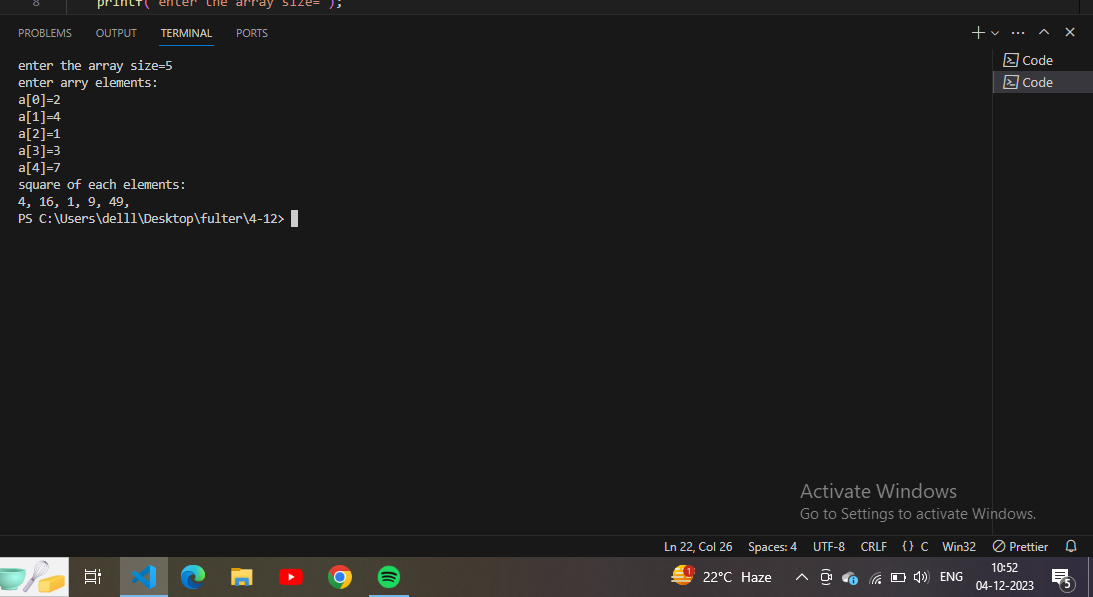 8 printf("enter the array size=");
PROBLEMS OUTPUT TERMINAL PORTS
enter the array size=5
enter arry elements:
a[0]=2
a[1]=4
a[2]=1
a[3]=3
a[4]=7
square of each elements:
4, 16, 1, 9, 49,
PS C:\Users\delll\Desktop\fulter\4-12>
Code
Code
Activate Windows
Go to Settings to activate Windows.
Ln 22, Col 26 Spaces: 4 UTF-8 CRLF {} C Win32 Prettier
1 22°C Haze ENG 10:52
04-12-2023 5